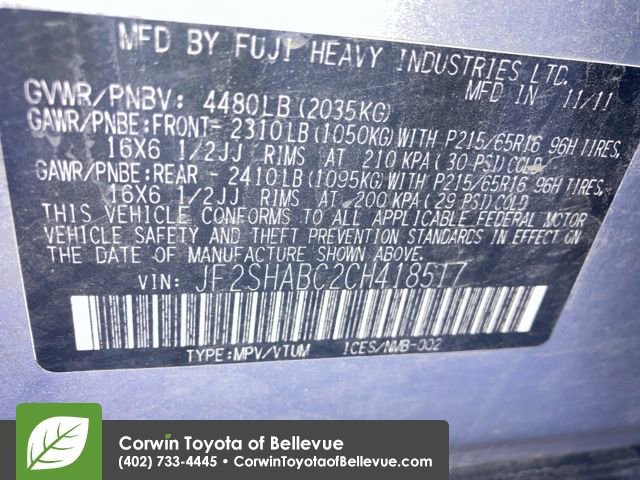 MFD BY FUJI HEAVY INDUSTRIES LTD.
MFD IN 11/11
GVWR/PNBV: 4480LB (2035KG)
GAWR/PNBE:FRONT- 2310LB(1050KG)WITH P215/65R16 96H TIRES,
16X6 1/2JJ RIMS AT 210 KPA(30 PSI)COLD
GAWR/PNBE:REAR - 2410LB(1095KG)WITH P215/65R16 96H TIRES,
16X6 1/2JJ RIMS AT 200 KPA(29 PSI)COLD
THIS VEHICLE CONFORMS TO ALL APPLICABLE FEDERAL MOTOR
VEHICLE SAFETY AND THEFT PREVENTION STANDARDS IN EFFECT
ON THE DATE OF MANUFACTURE SHOWN ABOVE.
VIN: JF2SHABC2CH418517
TYPE:MPV/VTUM ICES/NMB-002
Corwin Toyota of Bellevue
(402) 733-4445 • CorwinToyotaofBellevue.com